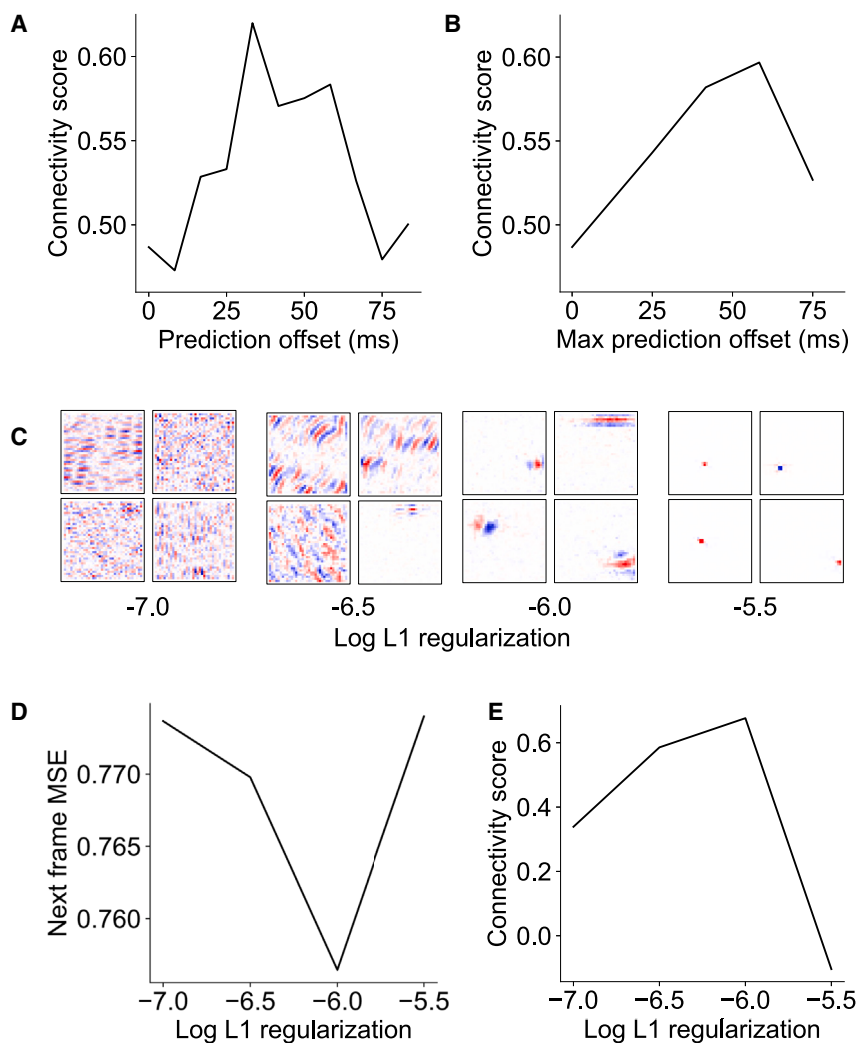 A
Connectivity score
0.60
0.55
0.50
0 25 50 75
Prediction offset (ms)
B
Connectivity score
0.60
0.55
0.50
0 25 50 75
Max prediction offset (ms)
C
-7.0 -6.5 -6.0 -5.5
Log L1 regularization
D
Next frame MSE
0.770
0.765
0.760
−7.0 −6.5 −6.0 −5.5
Log L1 regularization
E
Connectivity score
0.6
0.4
0.2
0.0
−7.0 −6.5 −6.0 −5.5
Log L1 regularization